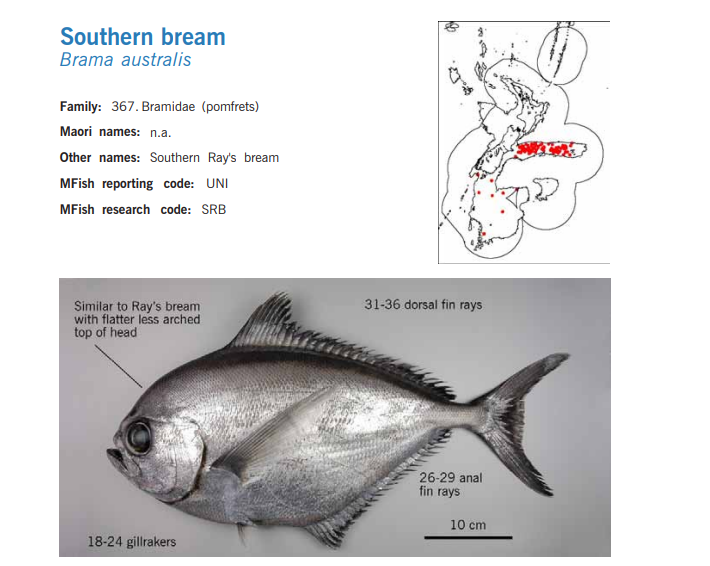 Southern bream
Brama australis
Family: 367. Bramidae (pomfrets)
Maori names: n.a.
Other names: Southern Ray's bream
MFish reporting code: UNI
MFish research code: SRB
Similar to Ray's bream
with flatter less arched
top of head
31-36 dorsal fin rays
26-29 anal
fin rays
10 cm
18-24 gillrakers